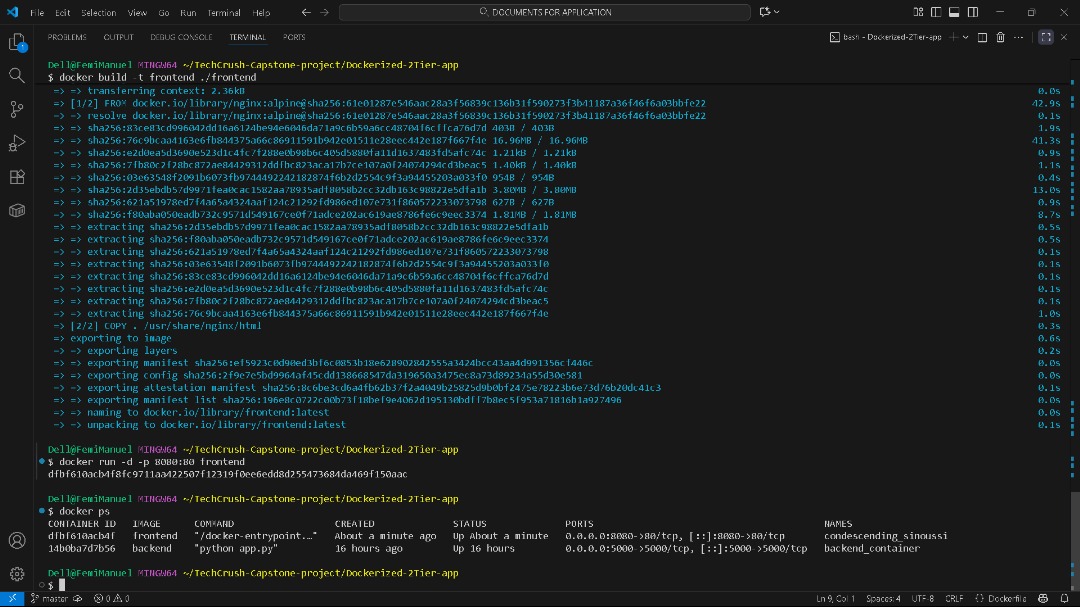 File Edit Selection View Go Run Terminal Help DOCUMENTS FOR APPLICATION
PROBLEMS OUTPUT DEBUG CONSOLE TERMINAL PORTS bash - Dockerized-2Tier-app
Dell@FemiManuel MINGW64 ~/TechCrush-Capstone-project/Dockerized-2Tier-app
$ docker build -t frontend ./frontend
=> => transferring context: 2.36kB 0.0s
=> [1/2] FROM docker.io/library/nginx:alpine@sha256:61e01287e546aac28a3f56839c136b31f590273f3b41187a36f46f6a03bbfe22 42.9s
=> => resolve docker.io/library/nginx:alpine@sha256:61e01287e546aac28a3f56839c136b31f590273f3b41187a36f46f6a03bbfe22 0.1s
=> => sha256:83ce83cd996042dd16a6124be94e6046da71a9c6b59a6cc48704f6cffca76d7d 403B / 403B 1.9s
=> => sha256:76c9bcaa4163e6fb844375a66c86911591b942e01511e28eec442e187f667f4e 16.96MB / 16.96MB 41.3s
=> => sha256:e2d0ea5d3690e523d1c4fc7f288e0b98b6c405d5880fa11d1637483fd5afc74c 1.21kB / 1.21kB 0.9s
=> => sha256:7fb80c2f28bc872ae84429312ddfbc823aca17b7ce107a0f24074294cd3beac5 1.40kB / 1.40kB 1.1s
=> => sha256:03e63548f2091b6073fb9744492242182874f6b2d2554c9f3a94455203a033f0 954B / 954B 0.4s
=> => sha256:2d35ebdb57d9971fea0cac1582aa78935adf8058b2cc32db163c98822e5dfa1b 3.80MB / 3.80MB 13.0s
=> => sha256:621a51978ed7f4a65a4324aaf124c21292fd986ed107e731f860572233073798 627B / 627B 0.9s
=> => sha256:f80aba050eadb732c9571d549167ce0f71adce202ac619ae8786fe6c9eec3374 1.81MB / 1.81MB 8.7s
=> => extracting sha256:2d35ebdb57d9971fea0cac1582aa78935adf8058b2cc32db163c98822e5dfa1b 0.5s
=> => extracting sha256:f80aba050eadb732c9571d549167ce0f71adce202ac619ae8786fe6c9eec3374 0.5s
=> => extracting sha256:621a51978ed7f4a65a4324aaf124c21292fd986ed107e731f860572233073798 0.1s
=> => extracting sha256:03e63548f2091b6073fb9744492242182874f6b2d2554c9f3a94455203a033f0 0.1s
=> => extracting sha256:83ce83cd996042dd16a6124be94e6046da71a9c6b59a6cc48704f6cffca76d7d 0.1s
=> => extracting sha256:e2d0ea5d3690e523d1c4fc7f288e0b98b6c405d5880fa11d1637483fd5afc74c 0.1s
=> => extracting sha256:7fb80c2f28bc872ae84429312ddfbc823aca17b7ce107a0f24074294cd3beac5 0.1s
=> => extracting sha256:76c9bcaa4163e6fb844375a66c86911591b942e01511e28eec442e187f667f4e 1.0s
=> [2/2] COPY . /usr/share/nginx/html 0.3s
=> exporting to image 0.6s
=> => exporting layers 0.2s
=> => exporting manifest sha256:ef5923c0d90ed3bf6c0853b18e628902842555a3424bcc43aa4d991356cf446c 0.0s
=> => exporting config sha256:2f9e7e5bd9964af45cdd138668547da319650a3475ec8a73d89234a55d30e581 0.0s
=> => exporting attestation manifest sha256:8c6be3cd6a4fb62b37f2a4049b25825d9b0bf2475e78223b6e73d76b20dc41c3 0.1s
=> => exporting manifest list sha256:196e8c0722c00b73f18bef9e4062d195130bdff7b8ec5f953a71816b1a927496 0.0s
=> => naming to docker.io/library/frontend:latest 0.0s
=> => unpacking to docker.io/library/frontend:latest 0.1s
Dell@FemiManuel MINGW64 ~/TechCrush-Capstone-project/Dockerized-2Tier-app
$ docker run -d -p 8080:80 frontend
dfbf610acb4f8fc9711aa422507f12319f0ee6edd8d255473684da469f150aac
Dell@FemiManuel MINGW64 ~/TechCrush-Capstone-project/Dockerized-2Tier-app
$ docker ps
CONTAINER ID IMAGE COMMAND CREATED STATUS PORTS NAMES
dfbf610acb4f frontend "/docker-entrypoint.…" About a minute ago Up About a minute 0.0.0.0:8080->80/tcp, [::]:8080->80/tcp condescending_sinoussi
14b0ba7d7b56 backend "python app.py" 16 hours ago Up 16 hours 0.0.0.0:5000->5000/tcp, [::]:5000->5000/tcp backend_container
Dell@FemiManuel MINGW64 ~/TechCrush-Capstone-project/Dockerized-2Tier-app
$
master 0 0 Ln 9, Col 1 Spaces: 4 UTF-8 CRLF Dockerfile